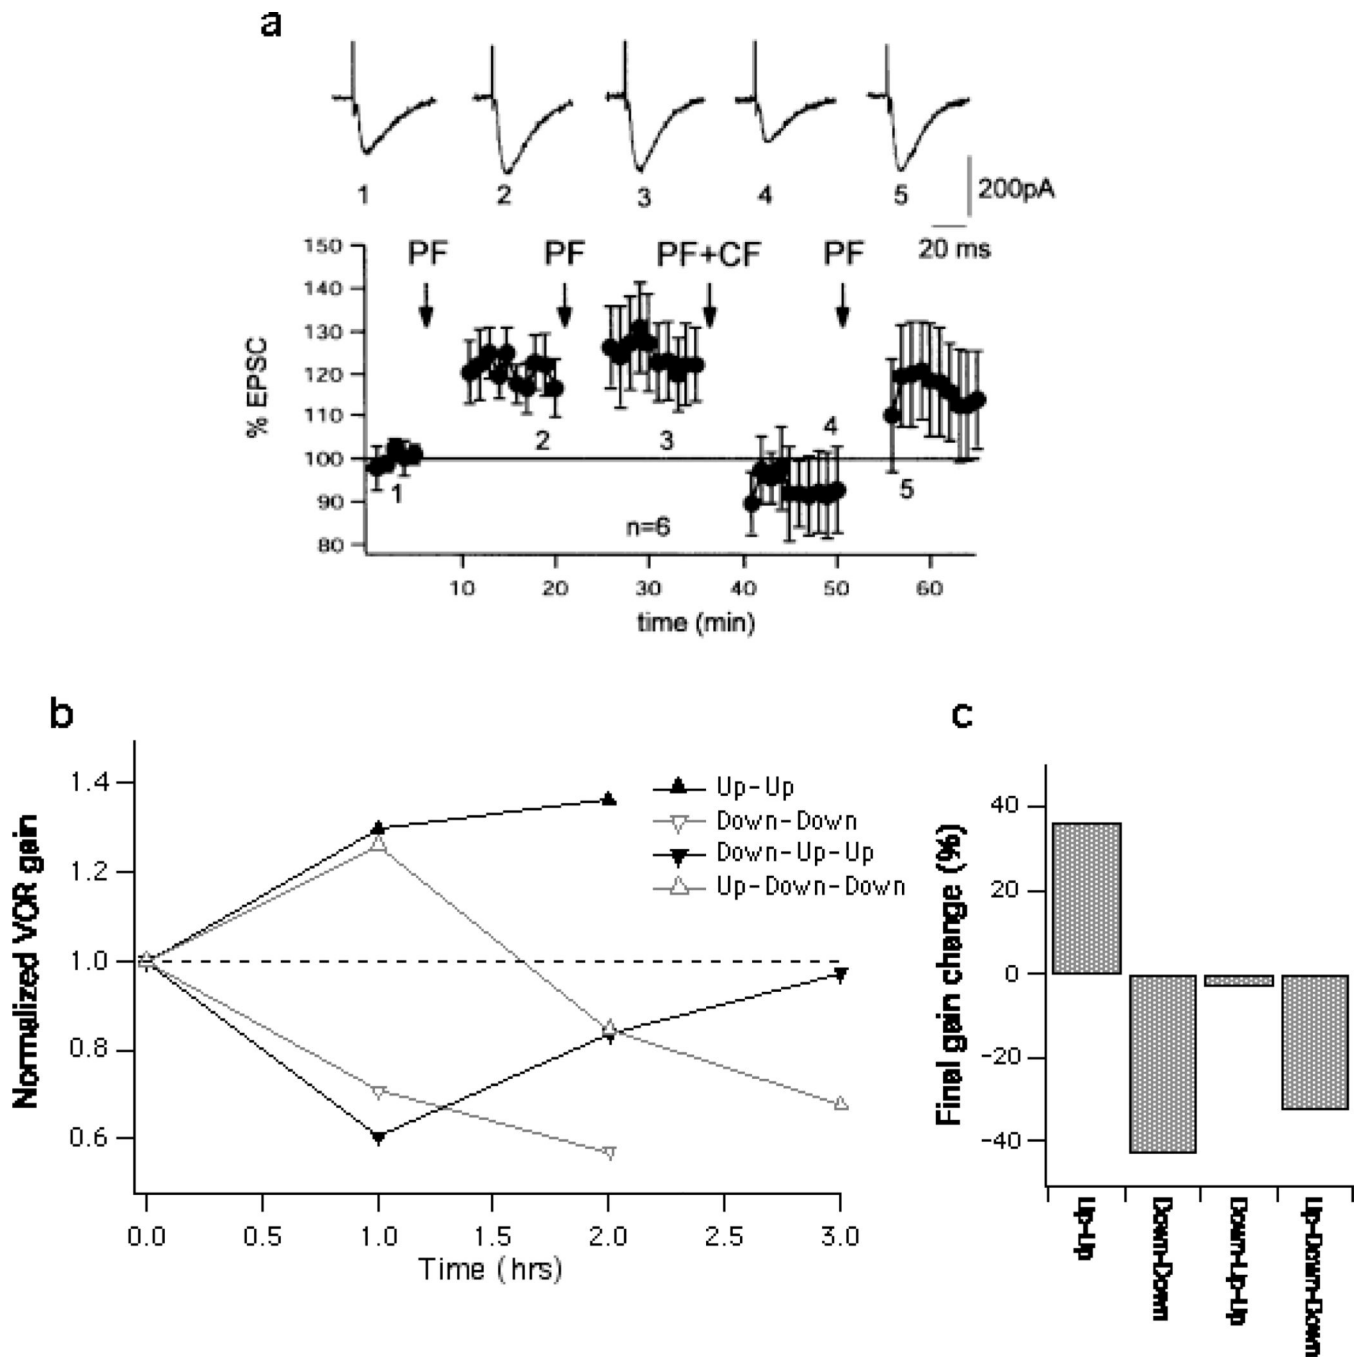 a
1 2 3 4 5
200pA
20 ms
PF PF PF+CF PF
150
140
130
120
110
100
90
80
% EPSC
1 2 3 4 5
n=6
10 20 30 40 50 60
time (min)
b
Normalized VOR gain
1.4
1.2
1.0
0.8
0.6
Up-Up
Down-Down
Down-Up-Up
Up-Down-Down
0.0 0.5 1.0 1.5 2.0 2.5 3.0
Time (hrs)
c
Final gain change (%)
40
20
0
-20
-40
Up-Up
Down-Down
Down-Up-Up
Up-Down-Down